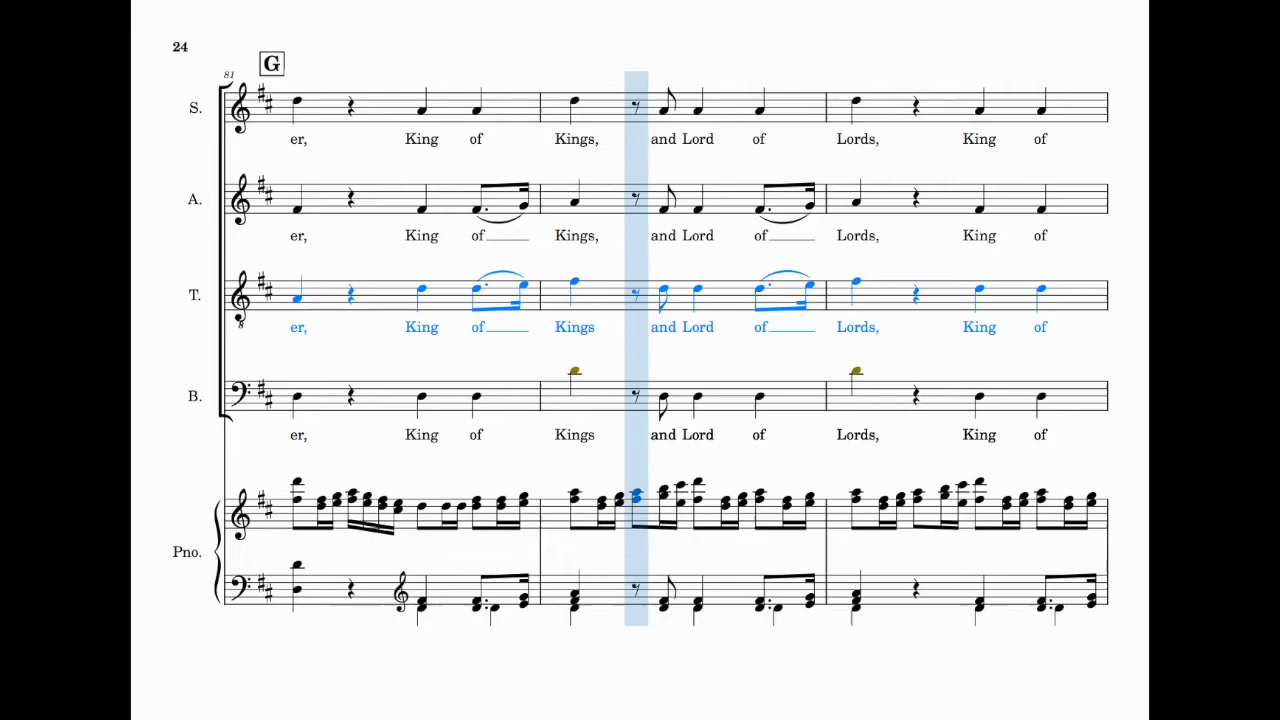 24
G
81
S.
er, King of Kings, and Lord of Lords, King of
A.
er, King of Kings, and Lord of Lords, King of
T.
er, King of Kings and Lord of Lords, King of
8
B.
er, King of Kings and Lord of Lords, King of
Pno.